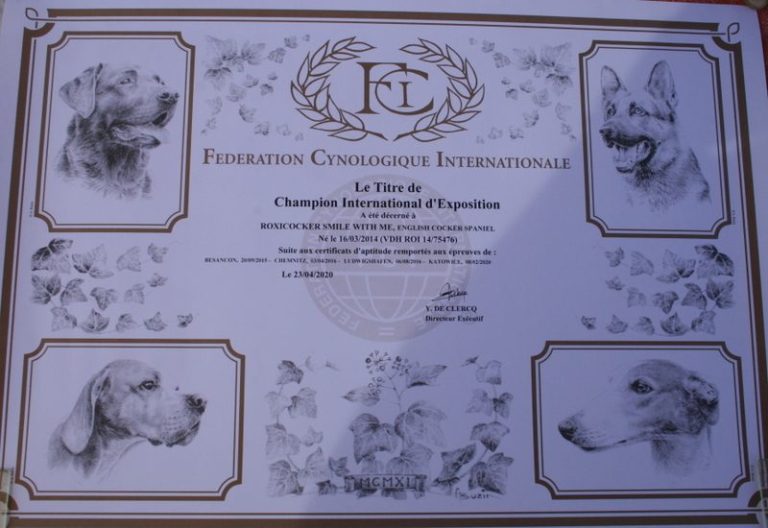 FCI
FEDERATION CYNOLOGIQUE INTERNATIONALE
Le Titre de
Champion International d'Exposition
A été décerné à
ROXICOCKER SMILE WITH ME, ENGLISH COCKER SPANIEL
Né le 16/03/2014 (VDH ROI 14/75476)
Suite aux certificats d'aptitude remportés aux épreuves de :
BESANCON, 20/09/2015 - CHEMNITZ, 03/04/2016 - LUDWIGSHAFEN, 06/08/2016 - KATOWICE, 08/02/2020
Le 23/04/2020
Y. DE CLERCQ
Directeur Exécutif
MCMXI